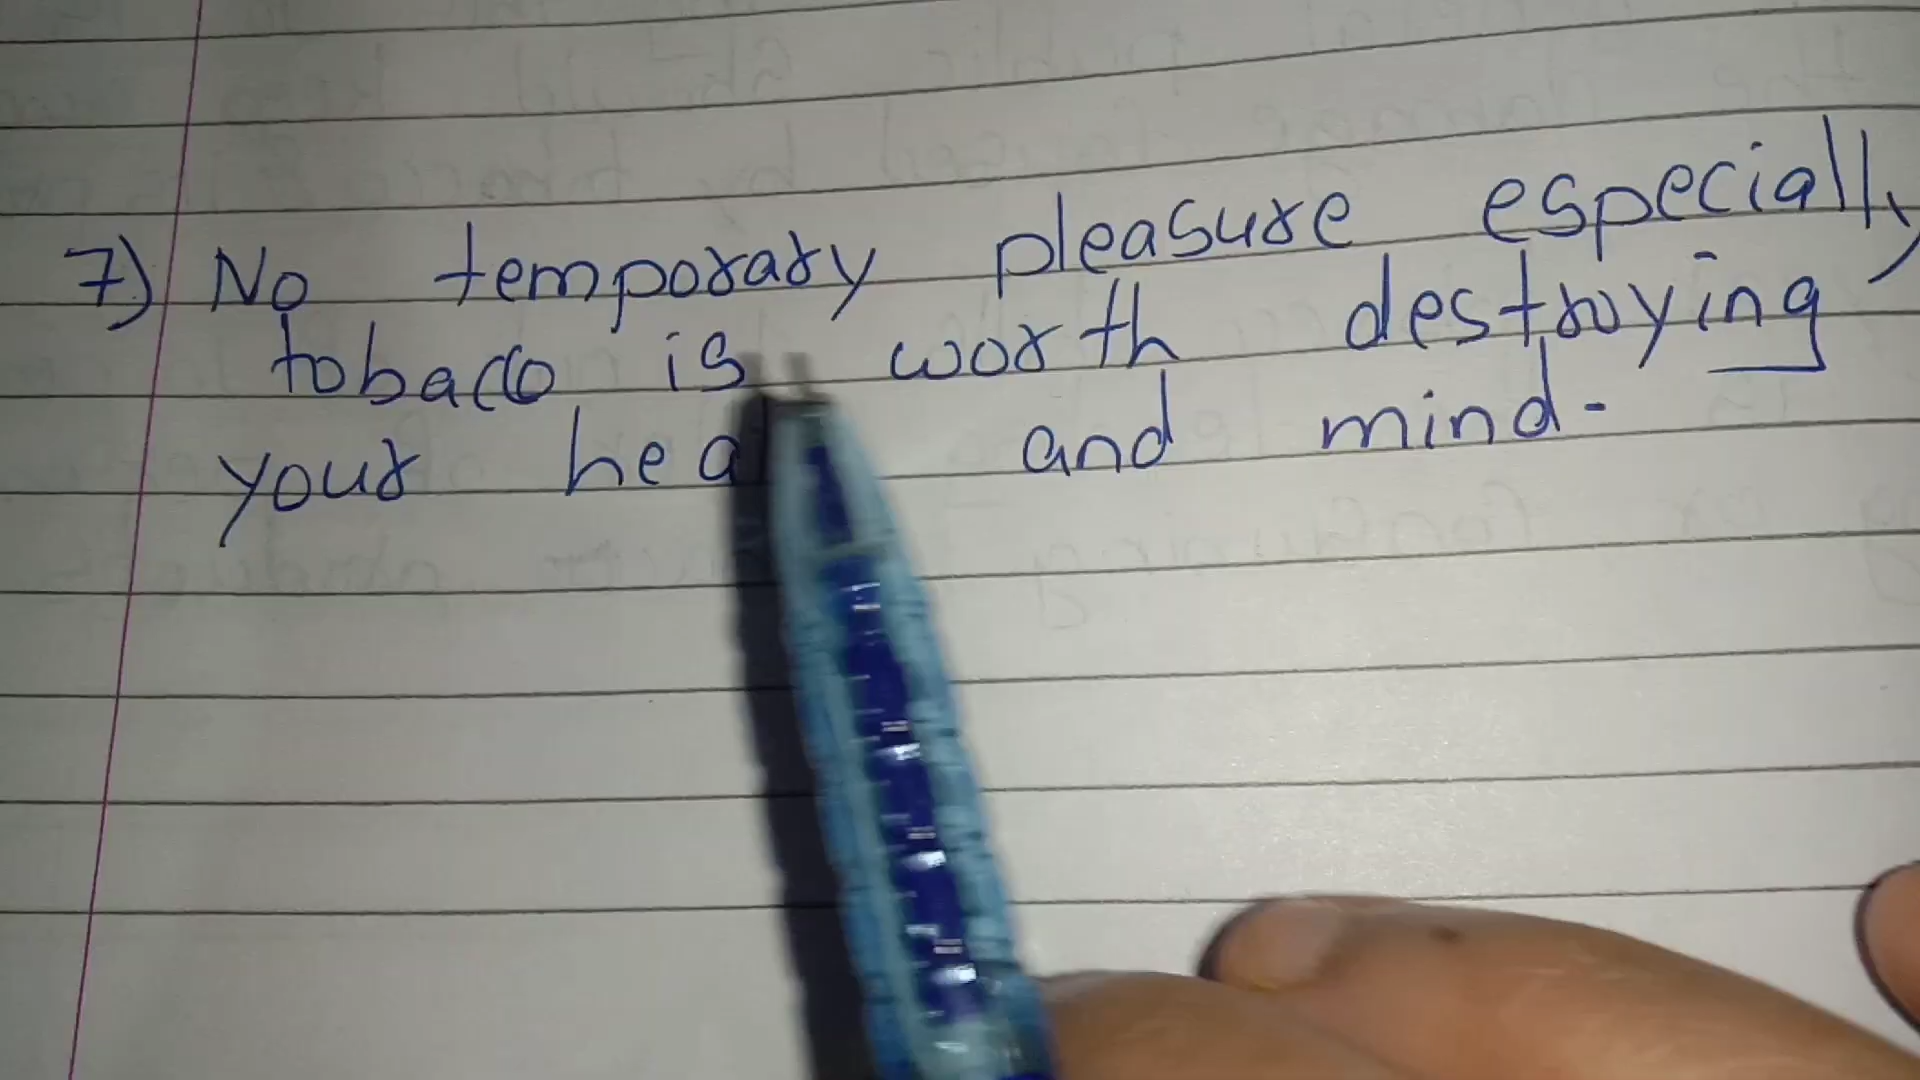 7) No temporary pleasure especially
tobacco is worth destroying
your and mind.